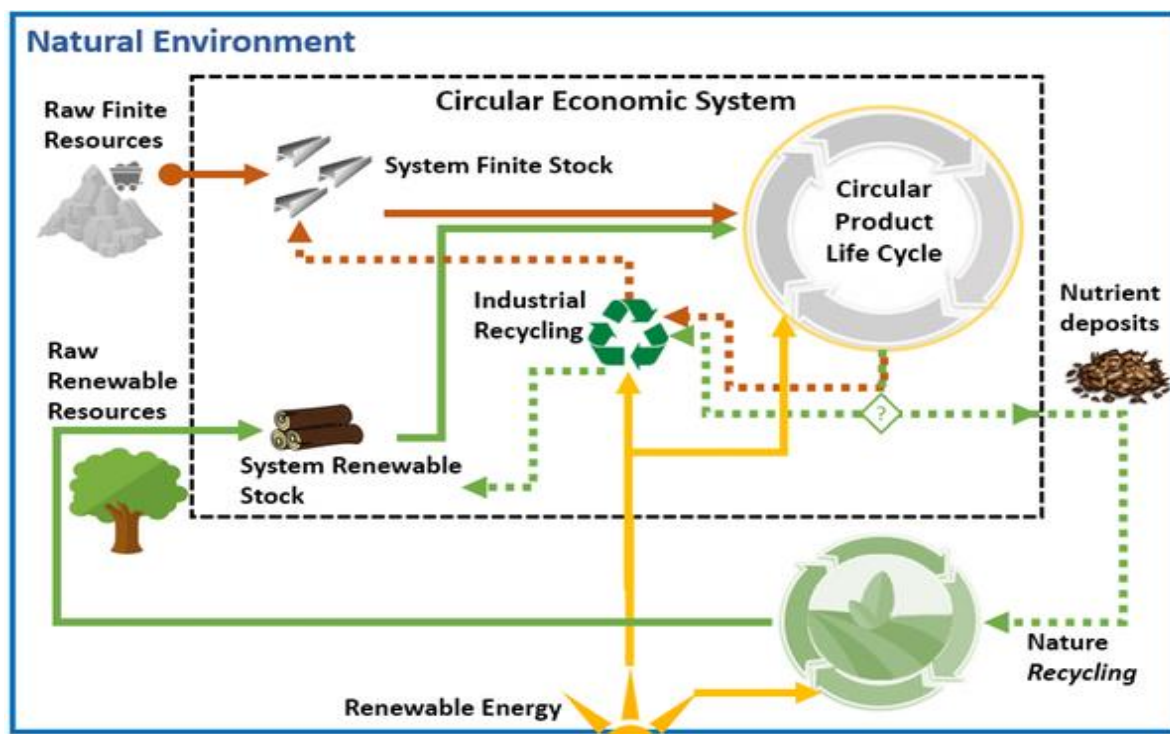 Natural Environment
Circular Economic System
Raw Finite
Resources
System Finite Stock
Circular
Product
Life Cycle
Industrial
Recycling
Nutrient
deposits
Raw
Renewable
Resources
?
System Renewable
Stock
Nature
Recycling
Renewable Energy